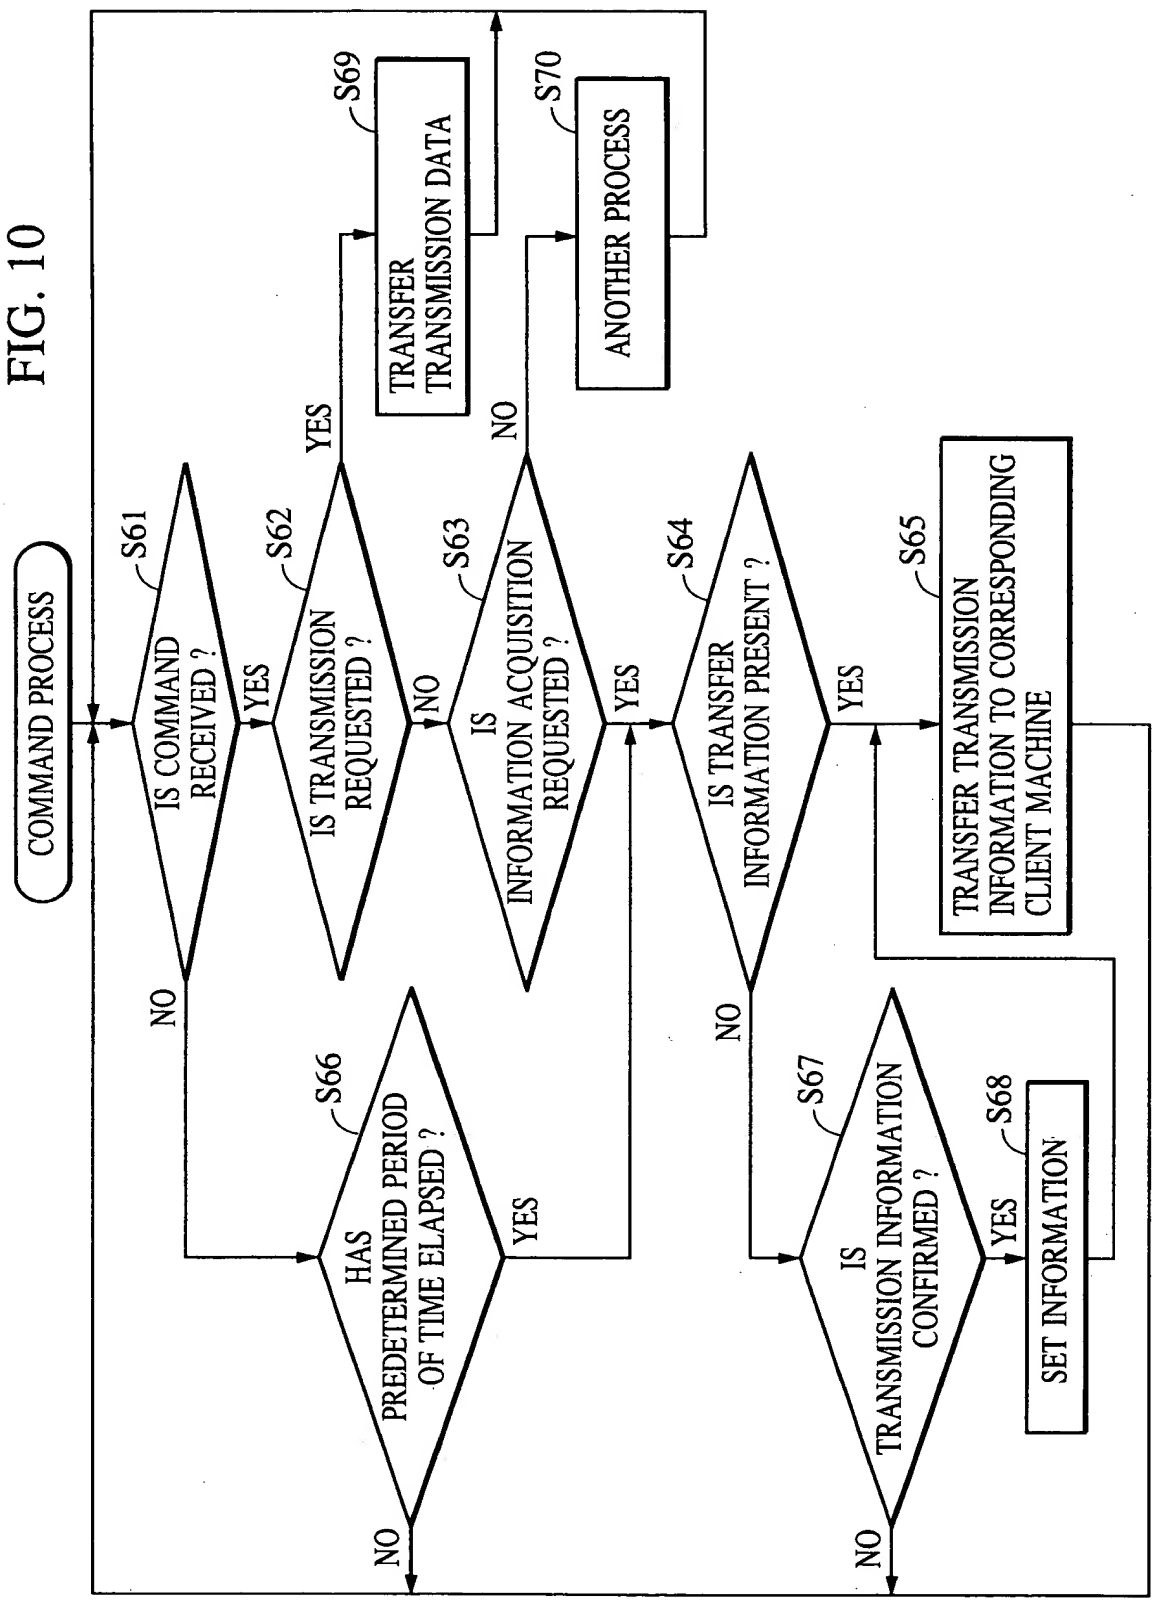 FIG. 10
COMMAND PROCESS
S61
IS COMMAND
RECEIVED ?
NO
YES
S62
IS TRANSMISSION
REQUESTED ?
YES
NO
S69
TRANSFER
TRANSMISSION DATA
S63
IS
INFORMATION ACQUISITION
REQUESTED ?
NO
YES
S70
ANOTHER PROCESS
S66
HAS
PREDETERMINED PERIOD
OF TIME ELAPSED ?
NO
YES
S64
IS TRANSFER
INFORMATION PRESENT ?
NO
YES
S67
IS
TRANSMISSION INFORMATION
CONFIRMED ?
NO
YES
S68
SET INFORMATION
S65
TRANSFER TRANSMISSION
INFORMATION TO CORRESPONDING
CLIENT MACHINE